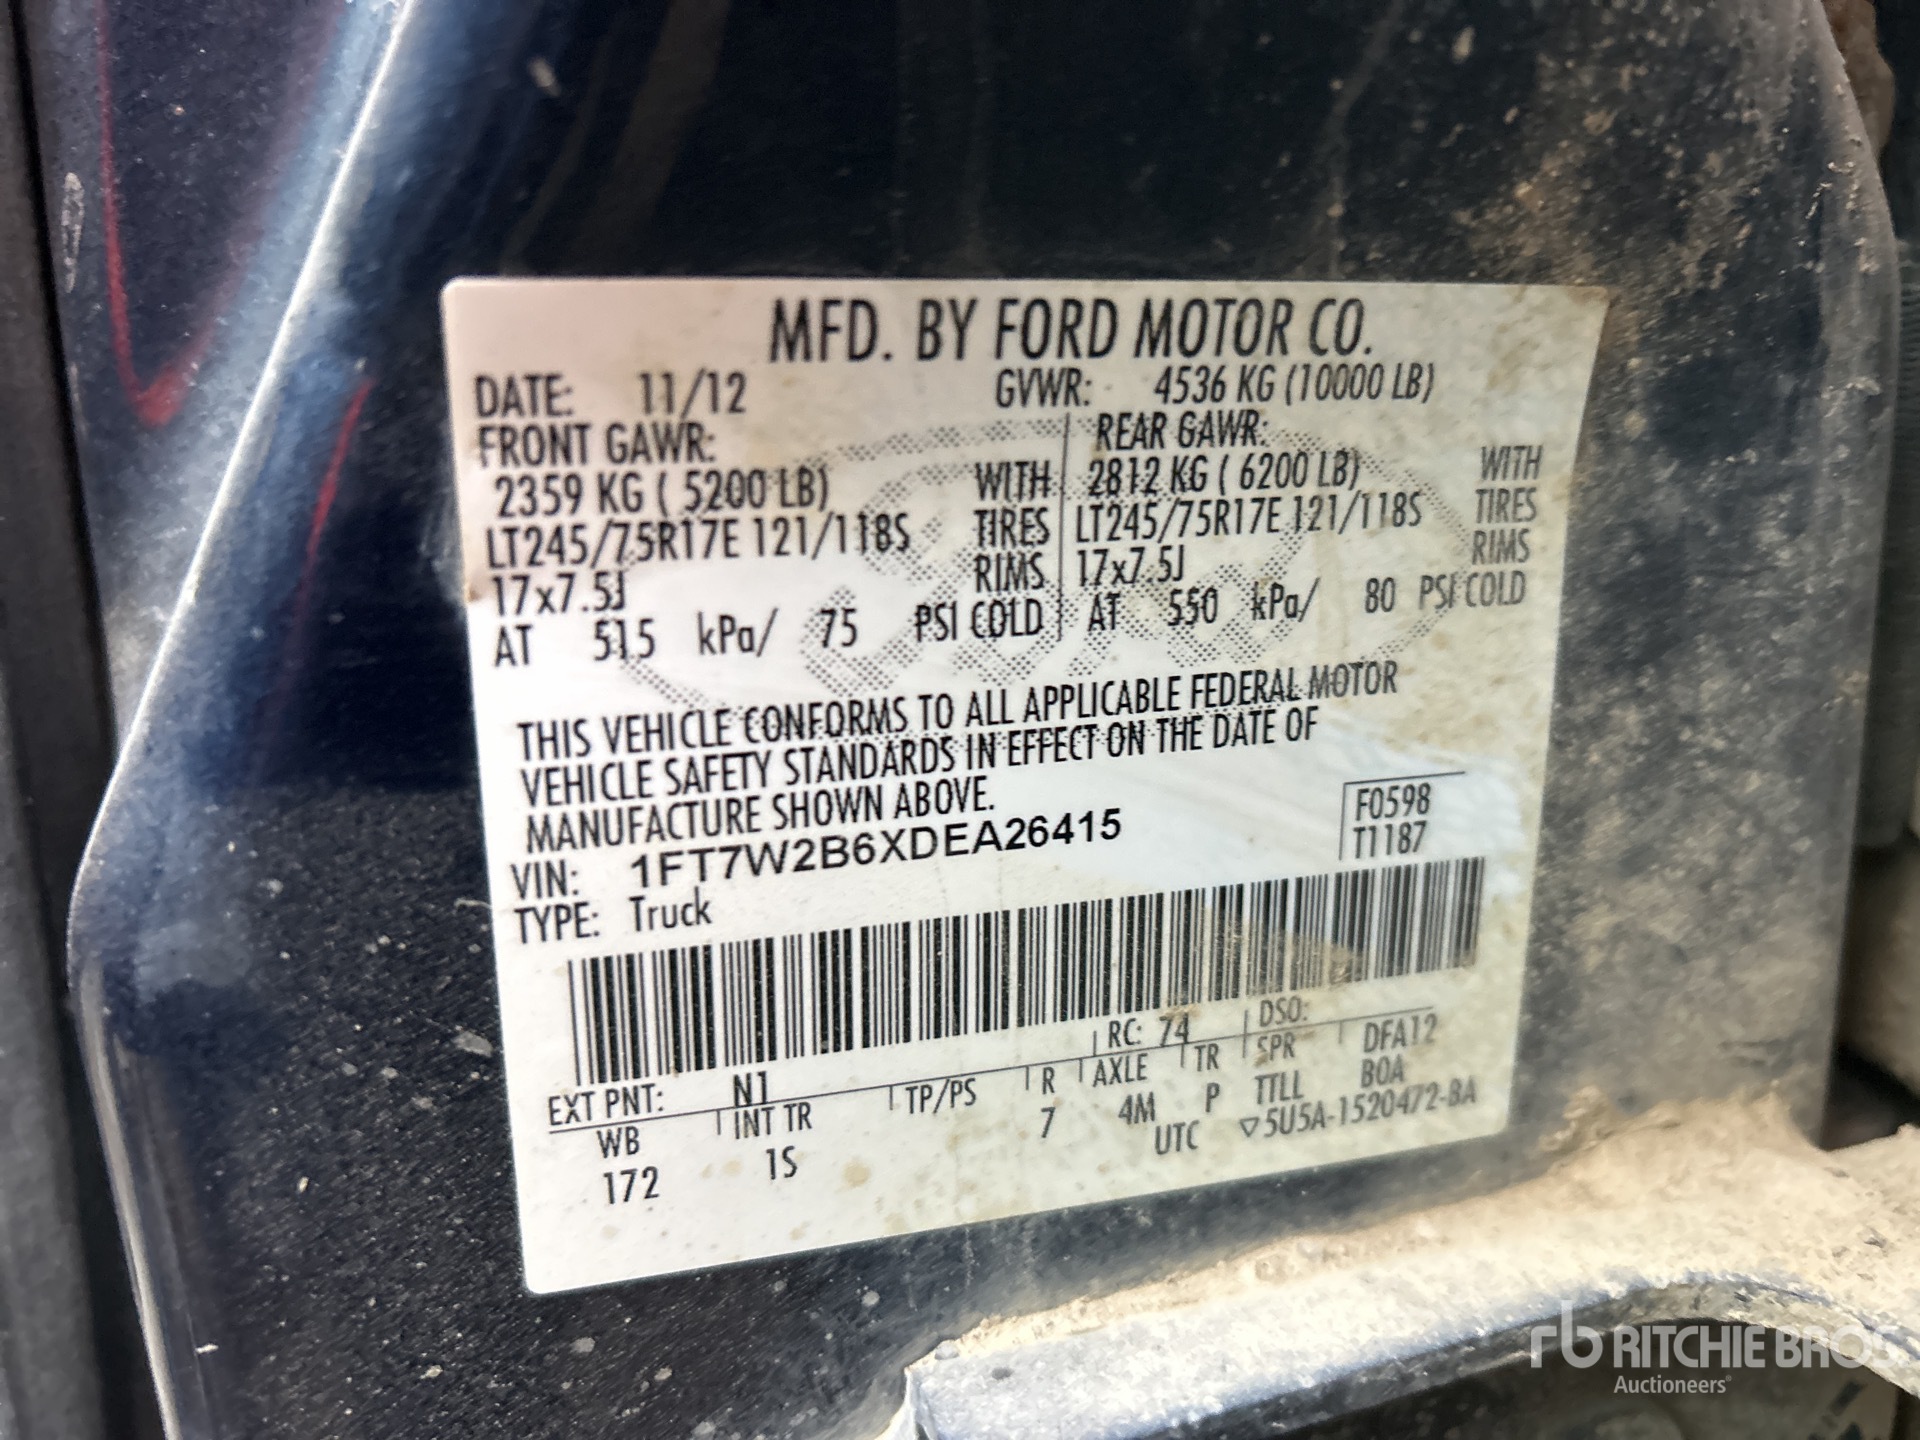 MFD. BY FORD MOTOR CO.
DATE: 11/12 GVWR: 4536 KG (10000 LB)
FRONT GAWR: REAR GAWR:
2359 KG ( 5200 LB) WITH 2812 KG ( 6200 LB) WITH
LT245/75R17E 121/118S TIRES LT245/75R17E 121/118S TIRES
17x7.5J RIMS 17x7.5J RIMS
AT 515 kPa/ 75 PSI COLD AT 550 kPa/ 80 PSI COLD
THIS VEHICLE CONFORMS TO ALL APPLICABLE FEDERAL MOTOR
VEHICLE SAFETY STANDARDS IN EFFECT ON THE DATE OF
MANUFACTURE SHOWN ABOVE.
VIN: 1FT7W2B6XDEA26415 F0598
TYPE: Truck T1187
EXT PNT: N1 RC: 74 DSO:
WB INT TR TP/PS R AXLE TR SPR DFA12
172 1S 7 4M P TTLL BOA
UTC ▽5U5A-1520472-BA
rb RITCHIE BROS.
Auctioneers®